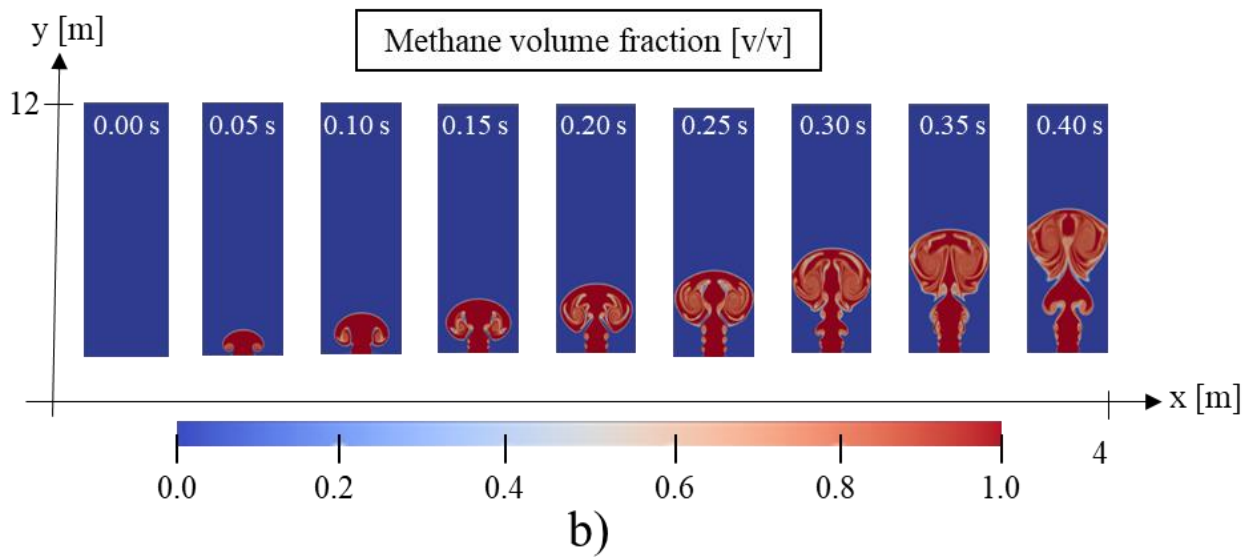 y [m]
Methane volume fraction [v/v]
12
0.00 s 0.05 s 0.10 s 0.15 s 0.20 s 0.25 s 0.30 s 0.35 s 0.40 s
x [m]
4
0.0 0.2 0.4 0.6 0.8 1.0
b)